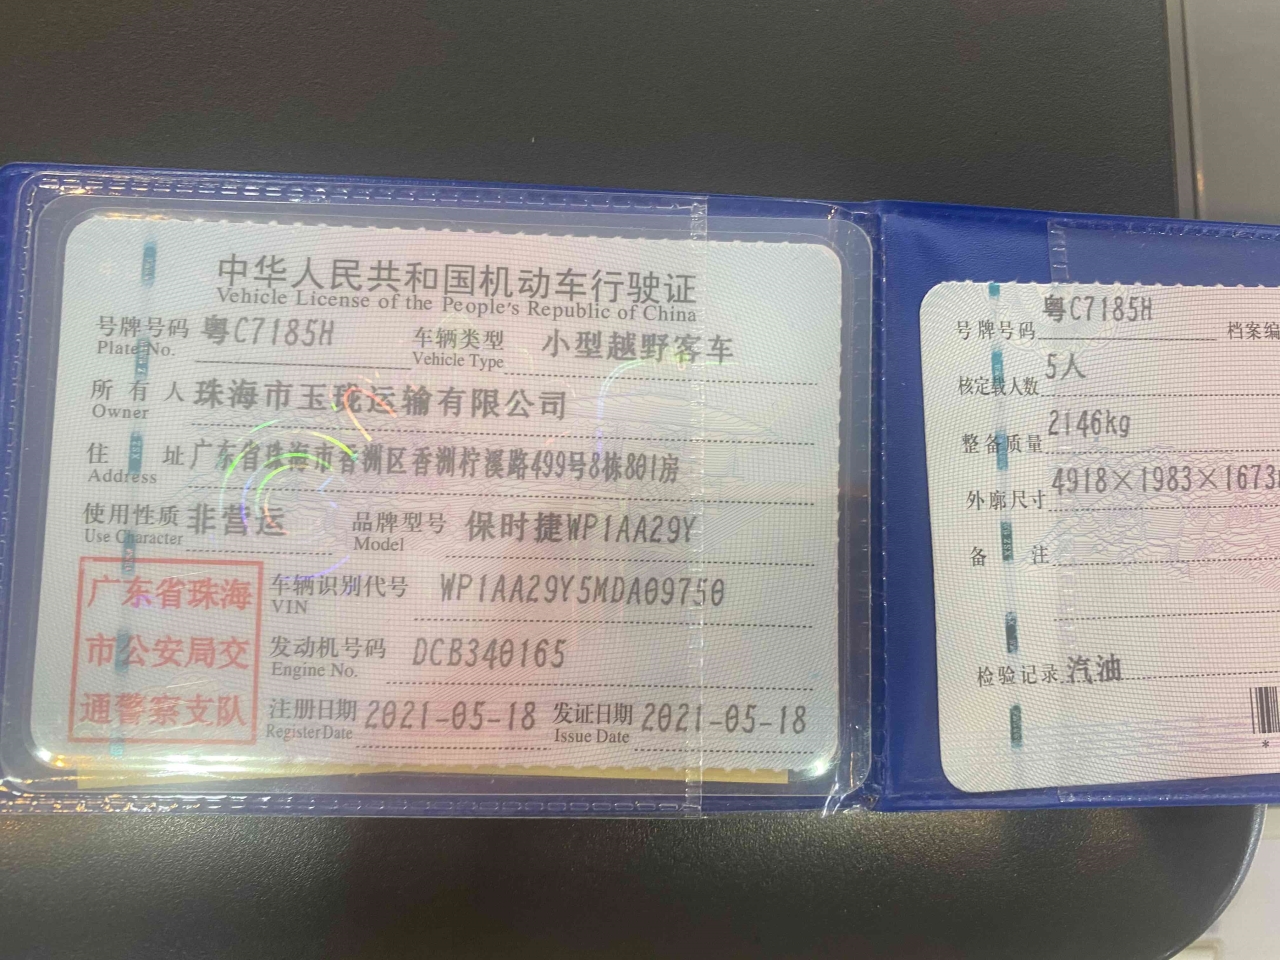 中华人民共和国机动车行驶证
Vehicle License of the People's Republic of China
号牌号码 粤C7185H 车辆类型 小型越野客车
Plate No. Vehicle Type
所有人 珠海市玉珑运输有限公司
Owner
住址 广东省珠海市香洲区香洲柠溪路499号8栋801房
Address
使用性质 非营运 品牌型号 保时捷WP1AA29Y
Use Character Model
车辆识别代号 WP1AA29Y5MDA09750
VIN
发动机号码 DCB340165
Engine No.
注册日期 2021-05-18 发证日期 2021-05-18
Register Date Issue Date
广东省珠海
市公安局交
通警察支队
号牌号码 粤C7185H 档案编
核定载人数 5人
整备质量 2146kg
外廓尺寸 4918×1983×1673
备注
检验记录 汽油
*